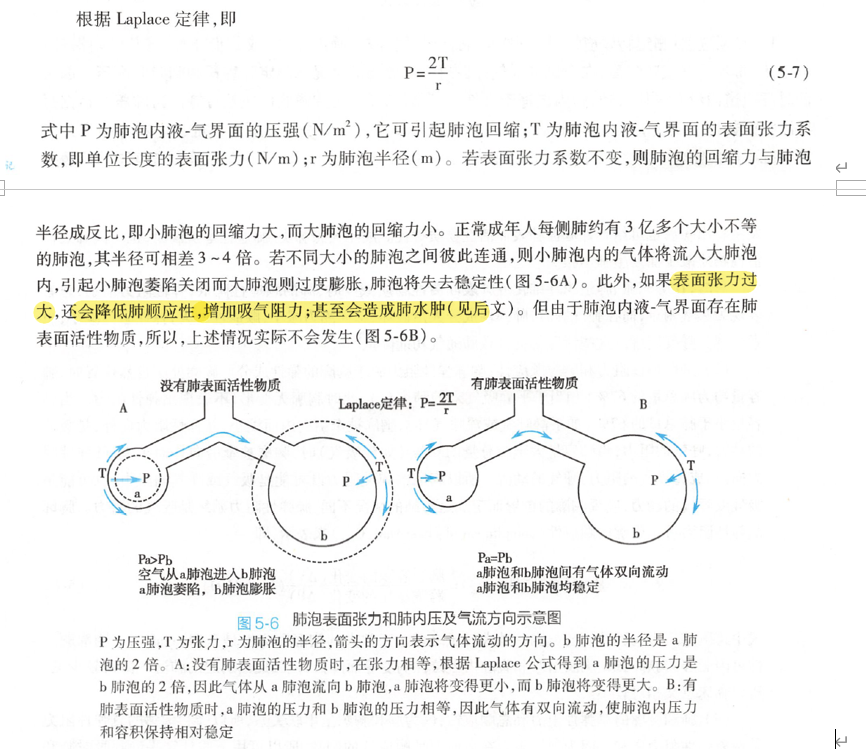 根据 Laplace 定律,即
P=2T/r (5-7)
式中 P 为肺泡内液-气界面的压强(N/m²),它可引起肺泡回缩;T 为肺泡内液-气界面的表面张力系
数,即单位长度的表面张力(N/m);r 为肺泡半径(m)。若表面张力系数不变,则肺泡的回缩力与肺泡
记
半径成反比,即小肺泡的回缩力大,而大肺泡的回缩力小。正常成年人每侧肺约有 3 亿多个大小不等
的肺泡,其半径可相差 3~4 倍。若不同大小的肺泡之间彼此连通,则小肺泡内的气体将流入大肺泡
内,引起小肺泡萎陷关闭而大肺泡则过度膨胀,肺泡将失去稳定性(图 5-6A)。此外,如果表面张力过
大,还会降低肺顺应性,增加吸气阻力;甚至会造成肺水肿(见后文)。但由于肺泡内液-气界面存在肺
表面活性物质,所以,上述情况实际不会发生(图 5-6B)。
没有肺表面活性物质
有肺表面活性物质
A
Laplace定律: P=2T/r
B
T
P
a
T
P
b
T
P
a
T
P
b
Pa>Pb
空气从a肺泡进入b肺泡
a肺泡萎陷,b肺泡膨胀
Pa=Pb
a肺泡和b肺泡间有气体双向流动
a肺泡和b肺泡均稳定
图 5-6 肺泡表面张力和肺内压及气流方向示意图
P 为压强,T 为张力,r 为肺泡的半径,箭头的方向表示气体流动的方向。b 肺泡的半径是 a 肺
泡的 2 倍。A:没有肺表面活性物质时,在张力相等,根据 Laplace 公式得到 a 肺泡的压力是
b 肺泡的 2 倍,因此气体从 a 肺泡流向 b 肺泡,a 肺泡将变得更小,而 b 肺泡将变得更大。B:有
肺表面活性物质时,a 肺泡的压力和 b 肺泡的压力相等,因此气体有双向流动,使肺泡内压力
和容积保持相对稳定